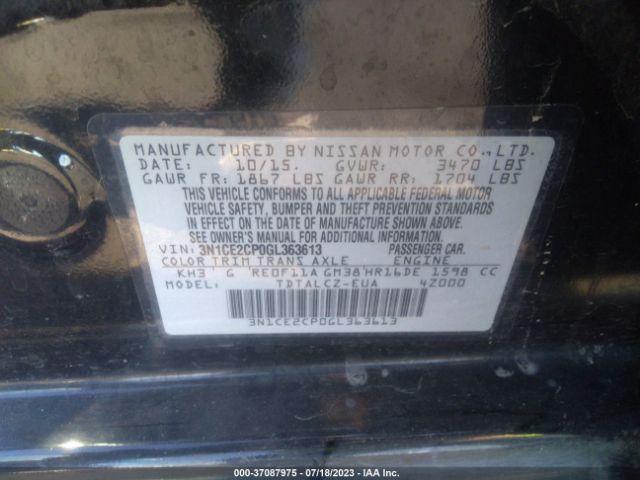 MANUFACTURED BY NISSAN MOTOR CO., LTD.
DATE: 10/15. GVWR: 3470 LBS
GAWR FR: 1867 LBS GAWR RR: 1704 LBS
THIS VEHICLE CONFORMS TO ALL APPLICABLE FEDERAL MOTOR
VEHICLE SAFETY, BUMPER AND THEFT PREVENTION STANDARDS
IN EFFECT ON THE DATE OF MANUFACTURE SHOWN ABOVE.
SEE OWNER'S MANUAL FOR ADDITIONAL INFORMATION
VIN: 3N1CE2CP0GL363613 PASSENGER CAR.
COLOR TRIM TRANS AXLE ENGINE
KH3 G RE0F11A GM38 HR16DE 1598 CC
MODEL: TDTALCZ-EUA 4Z000
3N1CE2CP0GL363613
000-37087975 - 07/18/2023 - IAA Inc.